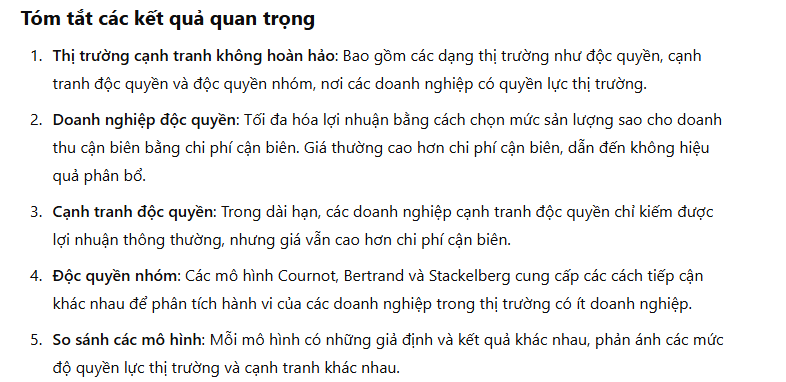 Tóm tắt các kết quả quan trọng
1. Thị trường cạnh tranh không hoàn hảo: Bao gồm các dạng thị trường như độc quyền, cạnh
tranh độc quyền và độc quyền nhóm, nơi các doanh nghiệp có quyền lực thị trường.
2. Doanh nghiệp độc quyền: Tối đa hóa lợi nhuận bằng cách chọn mức sản lượng sao cho doanh
thu cận biên bằng chi phí cận biên. Giá thường cao hơn chi phí cận biên, dẫn đến không hiệu
quả phân bổ.
3. Cạnh tranh độc quyền: Trong dài hạn, các doanh nghiệp cạnh tranh độc quyền chỉ kiếm được
lợi nhuận thông thường, nhưng giá vẫn cao hơn chi phí cận biên.
4. Độc quyền nhóm: Các mô hình Cournot, Bertrand và Stackelberg cung cấp các cách tiếp cận
khác nhau để phân tích hành vi của các doanh nghiệp trong thị trường có ít doanh nghiệp.
5. So sánh các mô hình: Mỗi mô hình có những giả định và kết quả khác nhau, phản ánh các mức
độ quyền lực thị trường và cạnh tranh khác nhau.